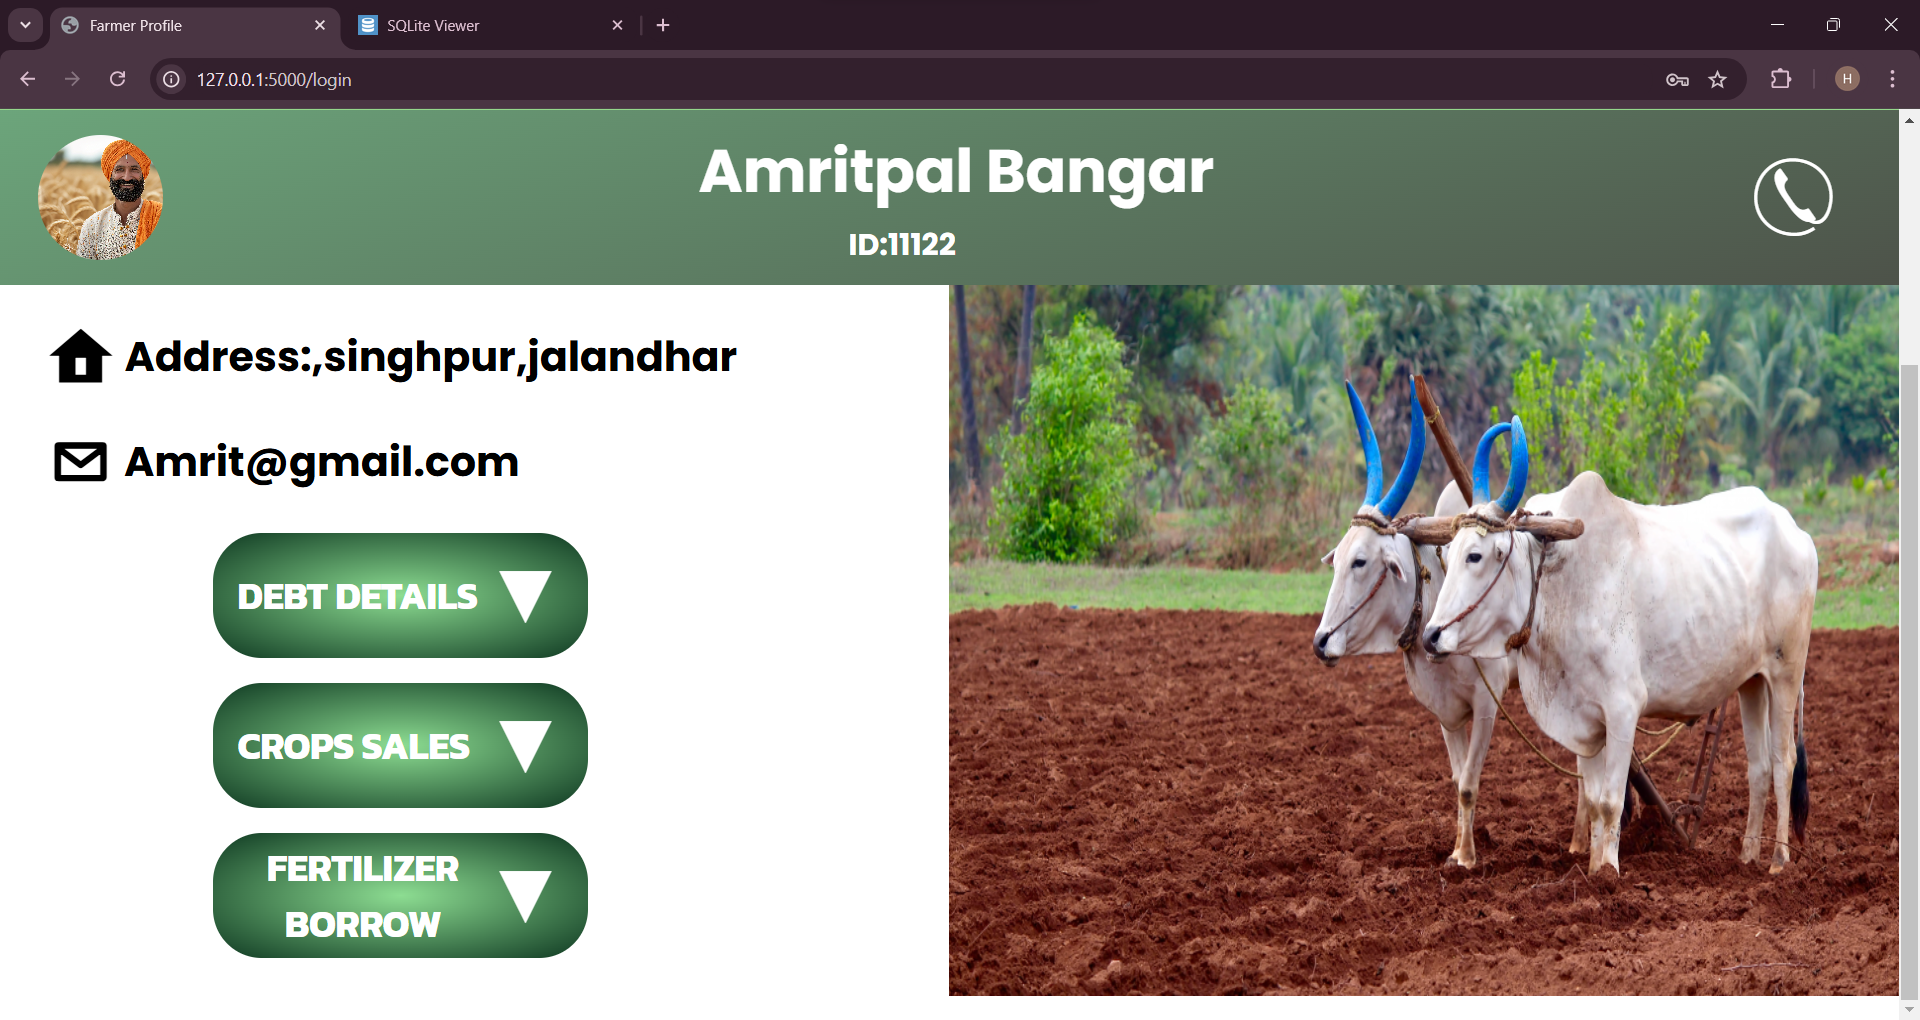 Farmer Profile
SQLite Viewer
127.0.0.1:5000/login
H
Amritpal Bangar
ID:11122
Address:,singhpur,jalandhar
Amrit@gmail.com
DEBT DETAILS
CROPS SALES
FERTILIZER
BORROW